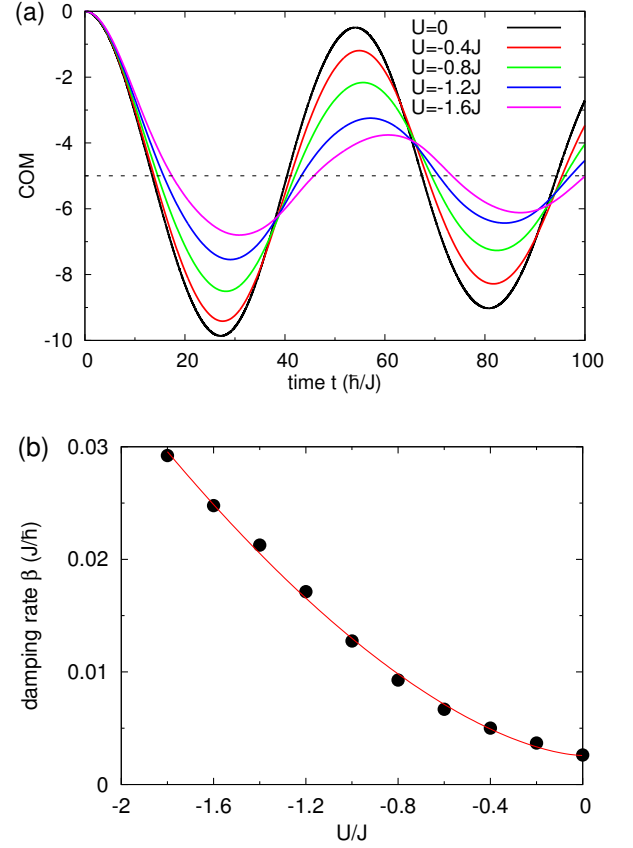 (a)
U=0
U=-0.4J
U=-0.8J
U=-1.2J
U=-1.6J
0
-2
-4
-6
-8
-10
COM
0 20 40 60 80 100
time t (ħ/J)
(b)
0.03
0.02
0.01
0
damping rate β (J/ħ)
-2 -1.6 -1.2 -0.8 -0.4 0
U/J